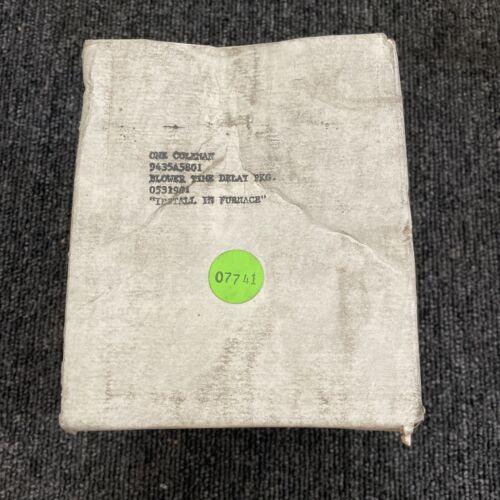 ONE COLEMAN
9435A5801
BLOWER TIME DELAY PKG.
0531901
"INSTALL IN FURNACE"
07741